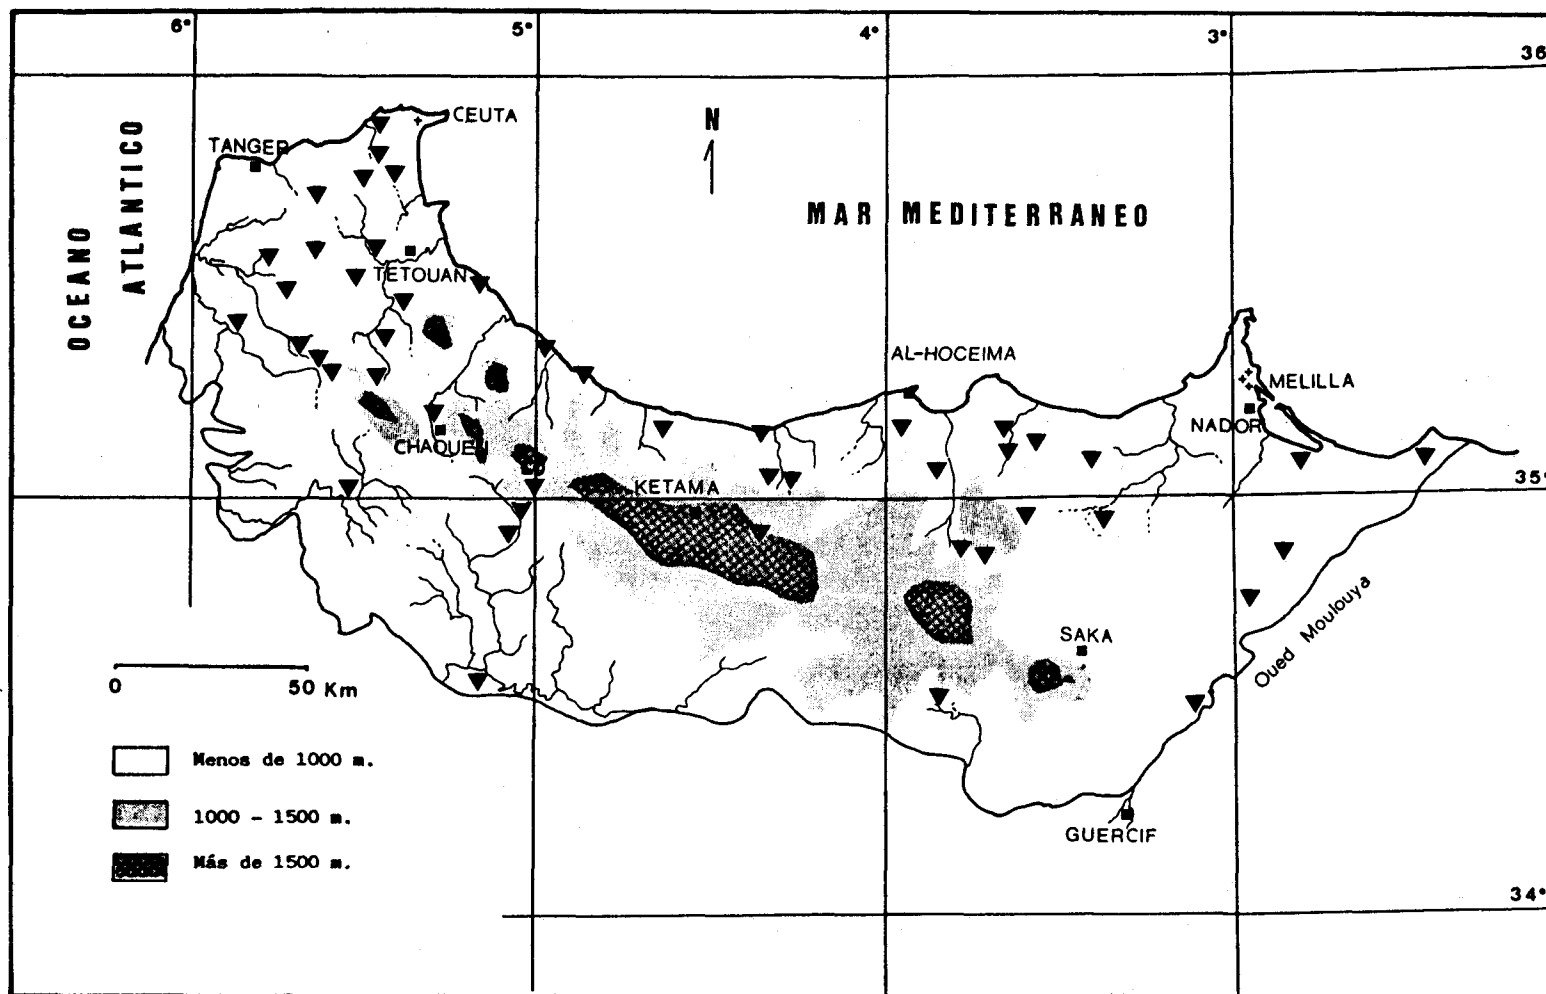 6°
5°
4°
3°
36
CEUTA
TANGER
N
OCEANO
ATLANTICO
MAR MEDITERRANEO
TETOUAN
AL-HOCEIMA
MELILLA
NADOR
CHAOUEN
KETAMA
35°
SAKA
Oued Moulouya
0 50 Km
Menos de 1000 m.
1000 - 1500 m.
Más de 1500 m.
GUERCIF
34°